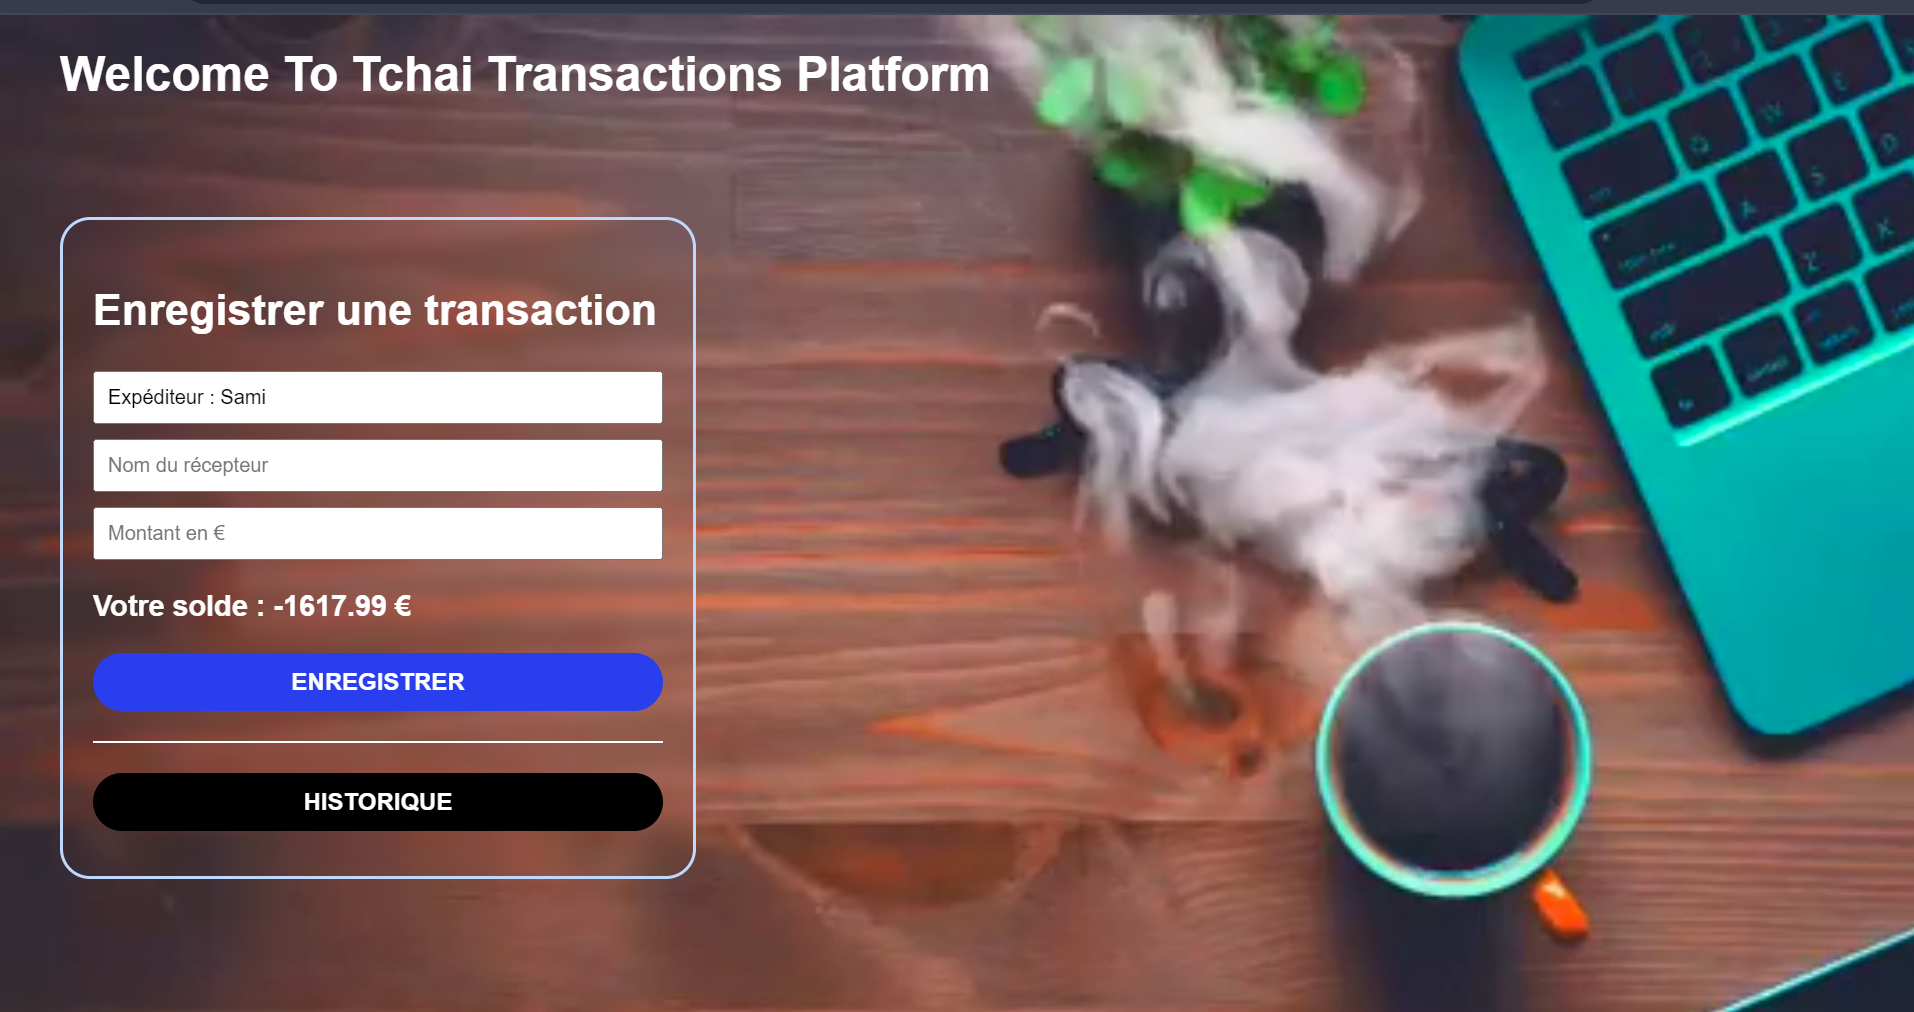 Welcome To Tchai Transactions Platform
Enregistrer une transaction
Expéditeur : Sami
Nom du récepteur
Montant en €
Votre solde : -1617.99 €
ENREGISTRER
HISTORIQUE